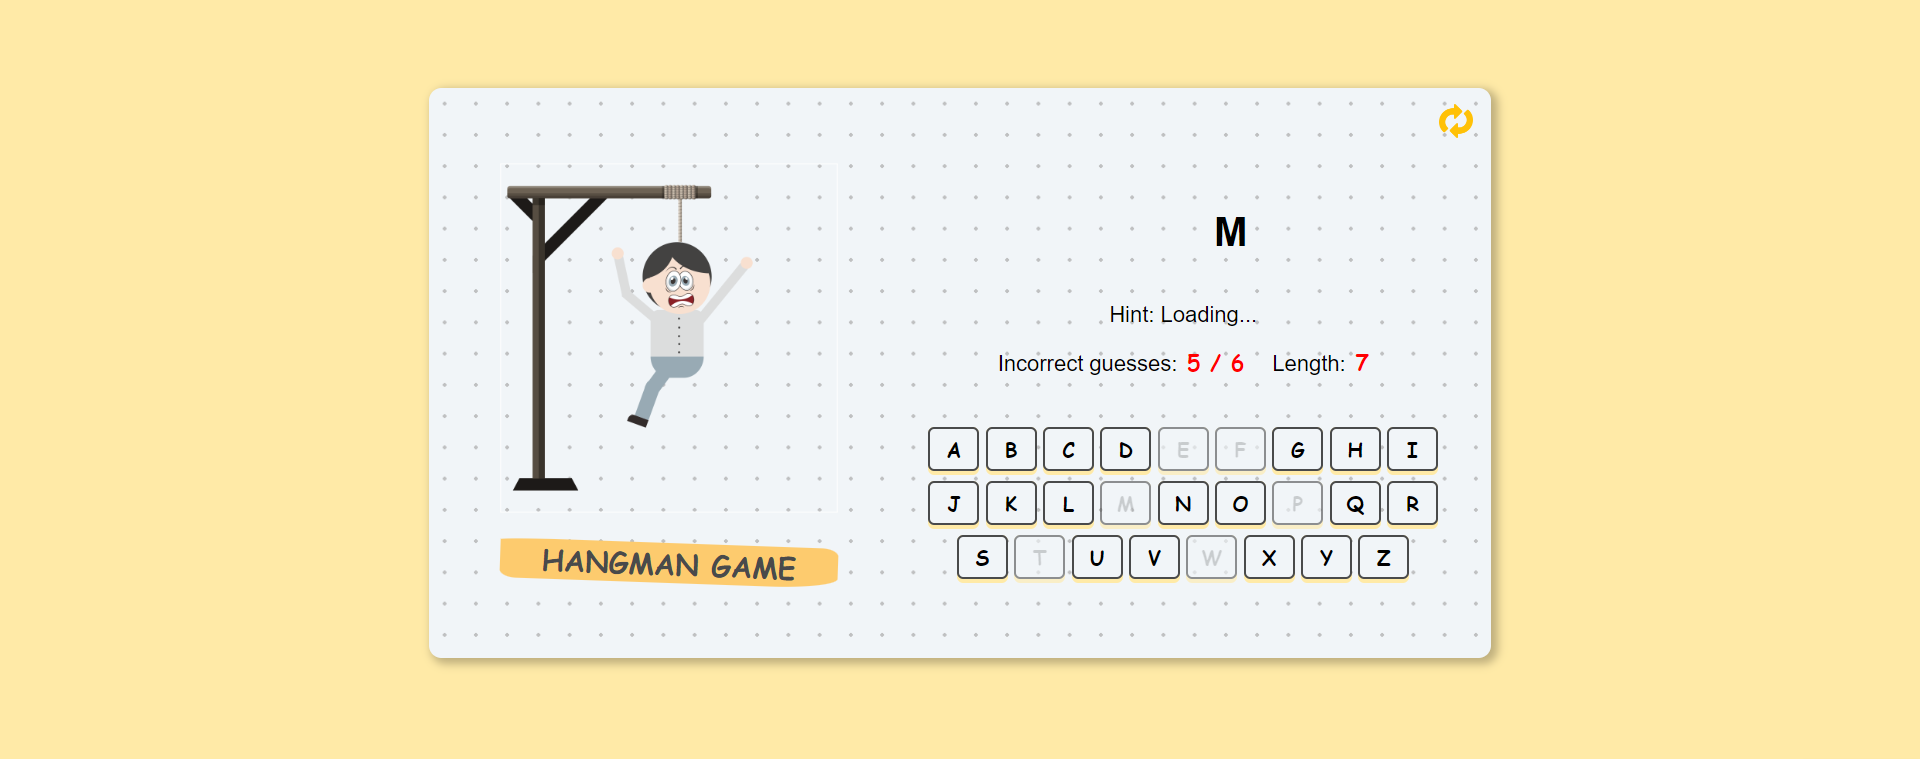 M
Hint: Loading...
Incorrect guesses: 5 / 6 Length: 7
A B C D E F G H I
J K L M N O P Q R
S T U V W X Y Z
HANGMAN GAME